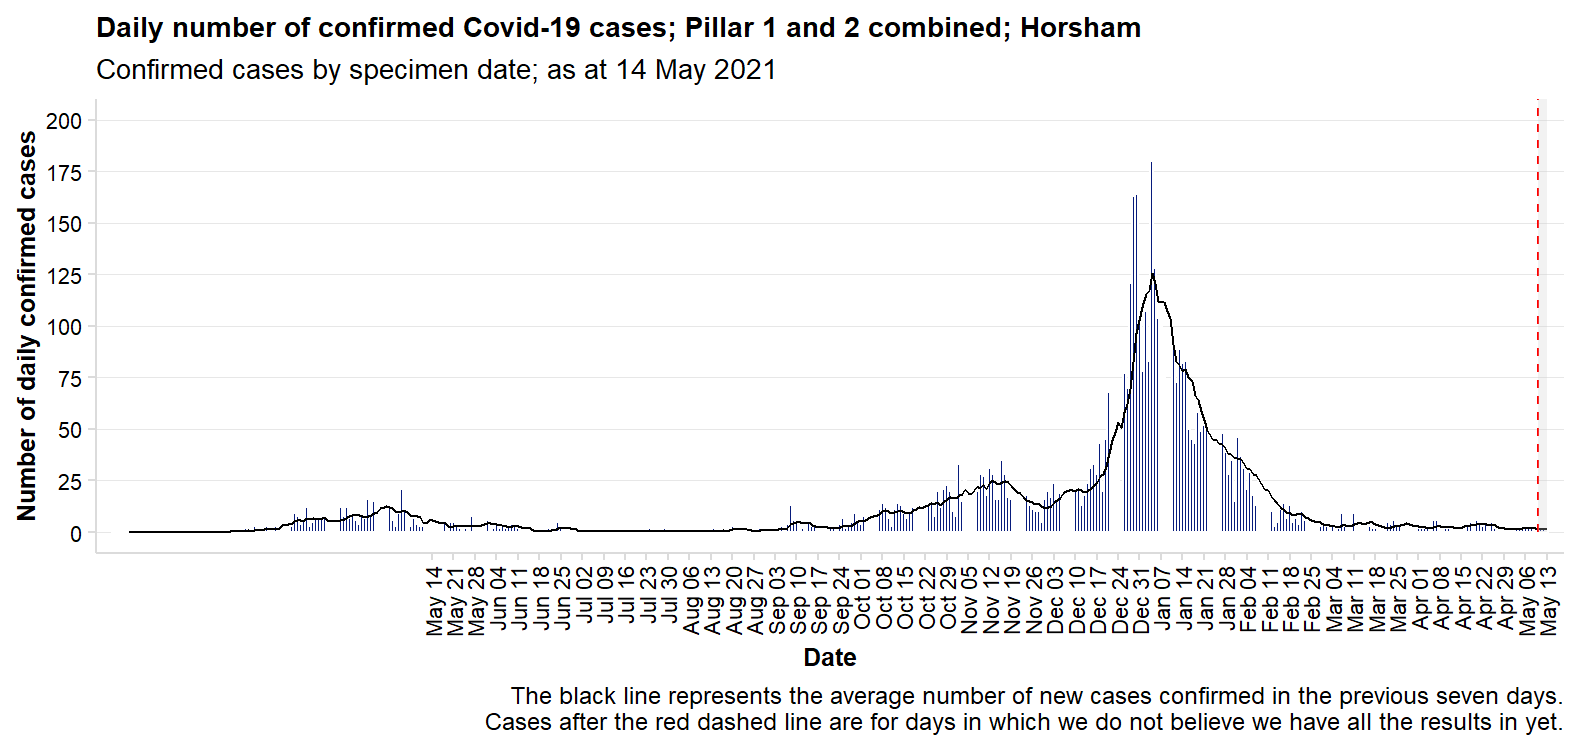 Daily number of confirmed Covid-19 cases; Pillar 1 and 2 combined; Horsham
Confirmed cases by specimen date; as at 14 May 2021
Number of daily confirmed cases
200
175
150
125
100
75
50
25
0
May 14
May 21
May 28
Jun 04
Jun 11
Jun 18
Jun 25
Jul 02
Jul 09
Jul 16
Jul 23
Jul 30
Aug 06
Aug 13
Aug 20
Aug 27
Sep 03
Sep 10
Sep 17
Sep 24
Oct 01
Oct 08
Oct 15
Oct 22
Oct 29
Nov 05
Nov 12
Nov 19
Nov 26
Dec 03
Dec 10
Dec 17
Dec 24
Dec 31
Jan 07
Jan 14
Jan 21
Jan 28
Feb 04
Feb 11
Feb 18
Feb 25
Mar 04
Mar 11
Mar 18
Mar 25
Apr 01
Apr 08
Apr 15
Apr 22
Apr 29
May 06
May 13
Date
The black line represents the average number of new cases confirmed in the previous seven days.
Cases after the red dashed line are for days in which we do not believe we have all the results in yet.